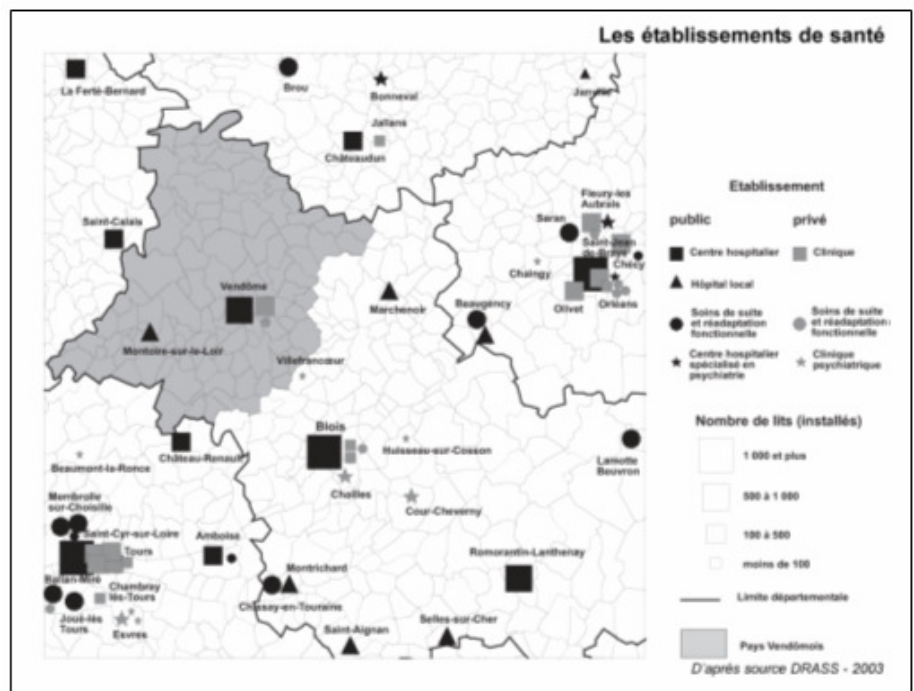 Les établissements de santé
La Ferté-Bernard
Brou
Bonneval
Janville
Jallans
Châteaudun
Saint-Calais
Fleury-les
Aubrais
Saran
Saint-Jean
de-Braye
Chécy
Chaingy
Olivet
Orléans
Vendôme
Marchenoir
Beaugency
Montoire-sur-le-Loir
Villefrancœur
Blois
Huisseau-sur-Cosson
Château-Renault
Chailles
Cour-Cheverny
Lamotte
Beuvron
Beaumont-la-Ronce
Membrolle
sur-Choisille
Saint-Cyr-sur-Loire
Tours
Amboise
Romorantin-Lanthenay
Ballan-Miré
Chambray
lès-Tours
Montrichard
Chissay-en-Touraine
Joué-lès
Tours
Esvres
Saint-Aignan
Selles-sur-Cher
Etablissement
public
privé
Centre hospitalier
Clinique
Hôpital local
Soins de suite
et réadaptation
fonctionnelle
Soins de suite
et réadaptation
fonctionnelle
Centre hospitalier
spécialisé en
psychiatrie
Clinique
psychiatrique
Nombre de lits (installés)
1 000 et plus
500 à 1 000
100 à 500
moins de 100
Limite départementale
Pays Vendômois
D'après source DRASS - 2003